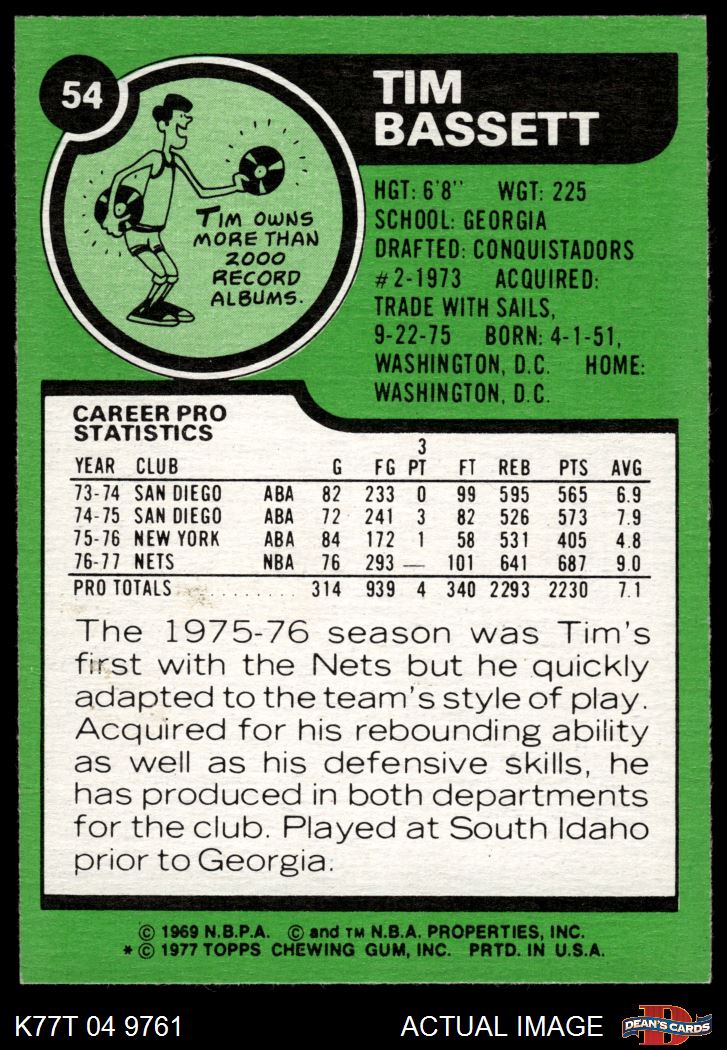 54
TIM
BASSETT
TIM OWNS
MORE THAN
2000
RECORD
ALBUMS.
HGT: 6'8" WGT: 225
SCHOOL: GEORGIA
DRAFTED: CONQUISTADORS
#2-1973 ACQUIRED:
TRADE WITH SAILS,
9-22-75 BORN: 4-1-51,
WASHINGTON, D.C. HOME:
WASHINGTON, D.C.
CAREER PRO
STATISTICS
3
YEAR CLUB G FG PT FT REB PTS AVG
73-74 SAN DIEGO ABA 82 233 0 99 595 565 6.9
74-75 SAN DIEGO ABA 72 241 3 82 526 573 7.9
75-76 NEW YORK ABA 84 172 1 58 531 405 4.8
76-77 NETS NBA 76 293 — 101 641 687 9.0
PRO TOTALS . . . . . . . . . . 314 939 4 340 2293 2230 7.1
The 1975-76 season was Tim's
first with the Nets but he quickly
adapted to the team's style of play.
Acquired for his rebounding ability
as well as his defensive skills, he
has produced in both departments
for the club. Played at South Idaho
prior to Georgia.
© 1969 N.B.P.A. © and TM N.B.A. PROPERTIES, INC.
* © 1977 TOPPS CHEWING GUM, INC. PRTD. IN U.S.A.
K77T 04 9761 ACTUAL IMAGE
D
DEAN'S CARDS